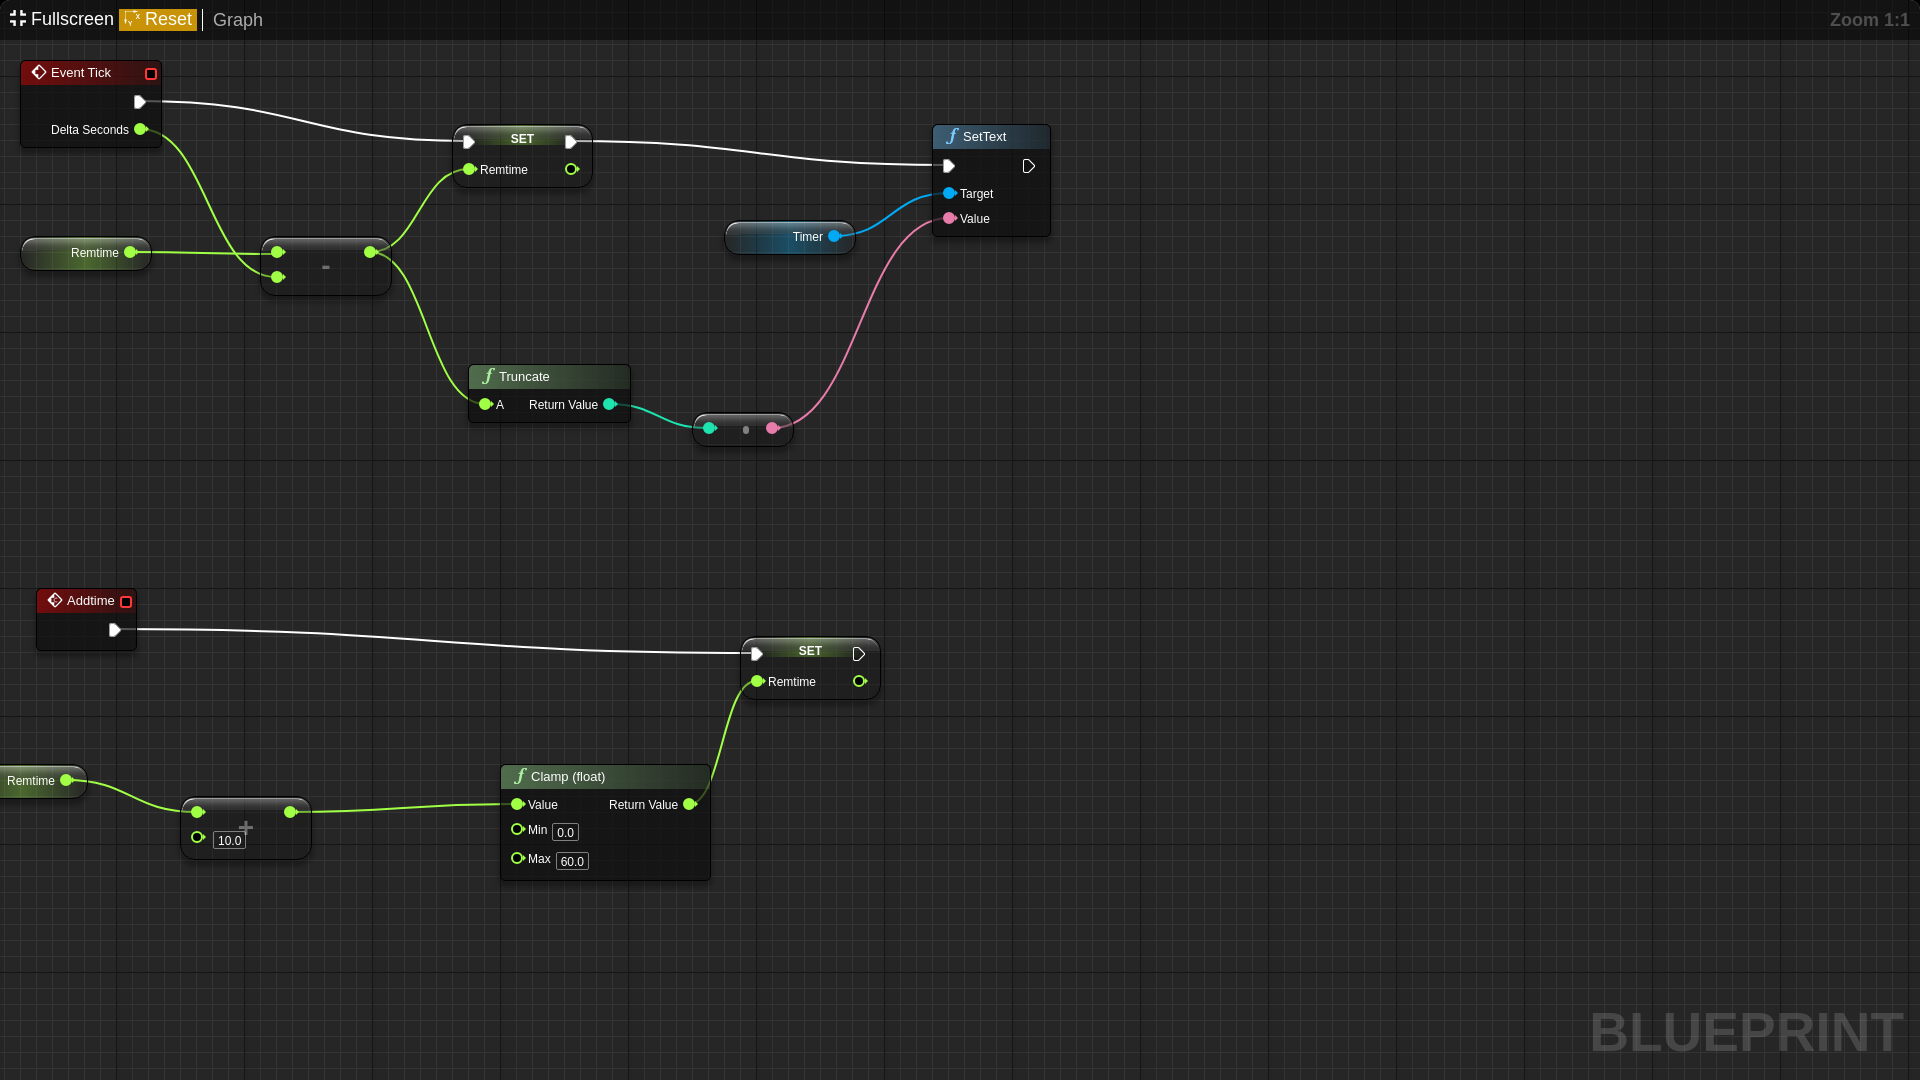 Fullscreen Reset Graph Zoom 1:1
Event Tick
Delta Seconds
SET
Remtime
SetText
Target
Value
Timer
Remtime
-
Truncate
A Return Value
Addtime
SET
Remtime
Remtime
+
10.0
Clamp (float)
Value Return Value
Min 0.0
Max 60.0
BLUEPRINT